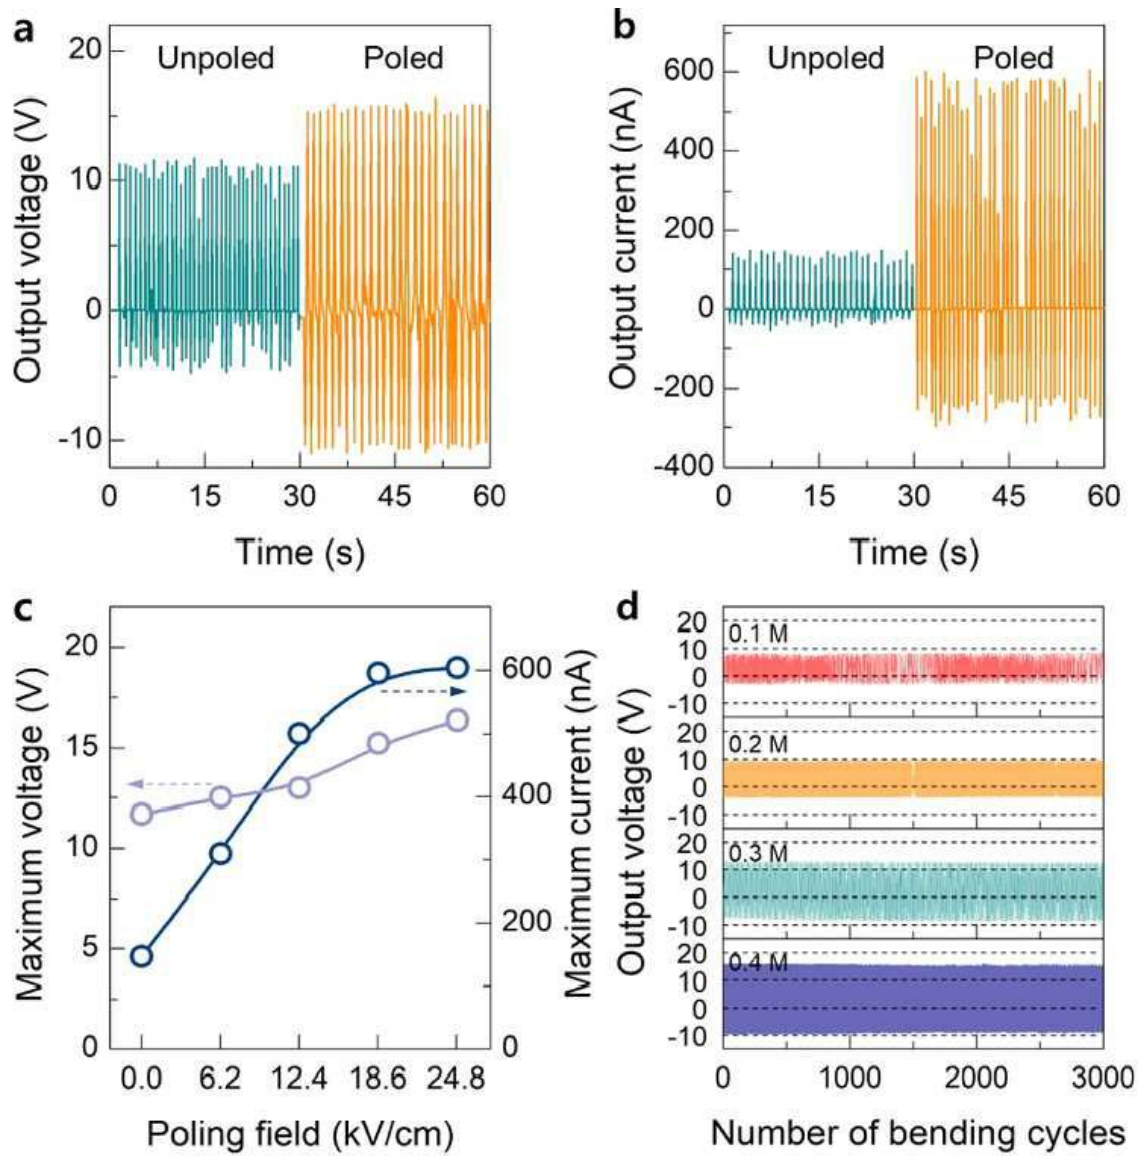 a
Unpoled
Poled
20
10
0
-10
Output voltage (V)
0
15
30
45
60
Time (s)
b
Unpoled
Poled
600
400
200
0
-200
-400
Output current (nA)
0
15
30
45
60
Time (s)
c
20
15
10
5
0
Maximum voltage (V)
600
400
200
0
Maximum current (nA)
0.0
6.2
12.4
18.6
24.8
Poling field (kV/cm)
d
Output voltage (V)
20
10
0
-10
0.1 M
20
10
0
-10
0.2 M
20
10
0
-10
0.3 M
20
10
0
-10
0.4 M
0
1000
2000
3000
Number of bending cycles